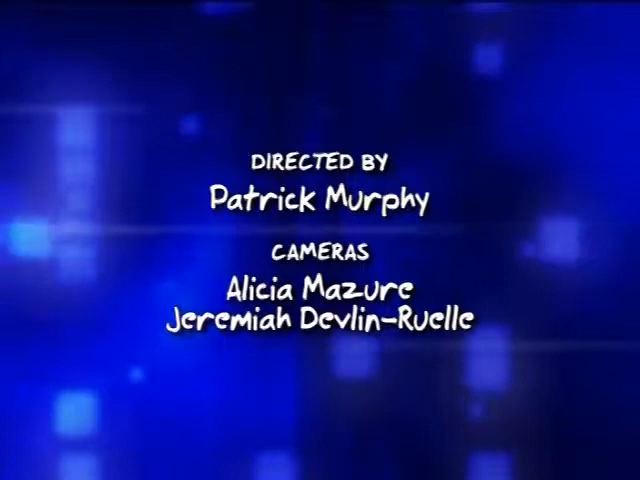 DIRECTED BY
Patrick Murphy
CAMERAS
Alicia Mazure
Jeremiah Devlin-Ruelle